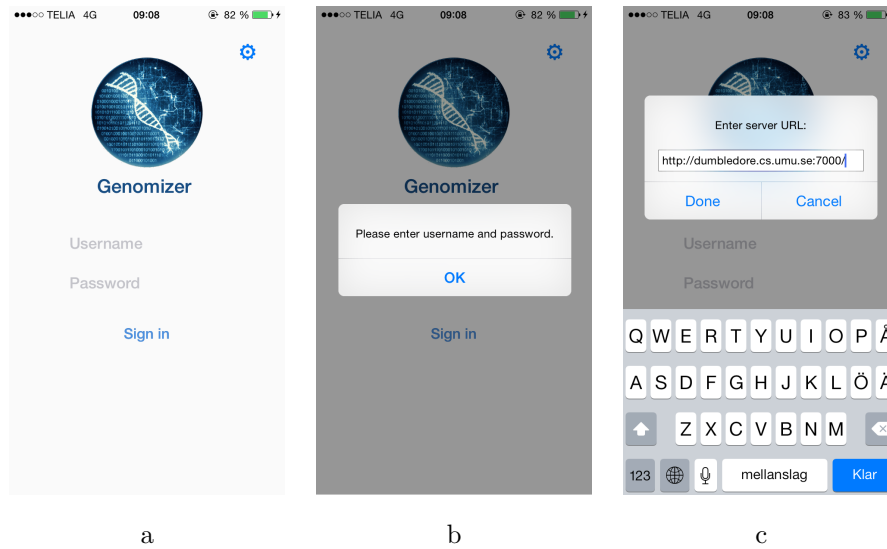 TELIA 4G 09:08 82 %
Genomizer
Username
Password
Sign in
a
TELIA 4G 09:08 82 %
Genomizer
Please enter username and password.
OK
Sign in
b
TELIA 4G 09:08 83 %
Enter server URL:
http://dumbledore.cs.umu.se:7000/
Done Cancel
Username
Password
Q W E R T Y U I O P Å
A S D F G H J K L Ö Ä
Z X C V B N M
123 mellanslag Klar
c